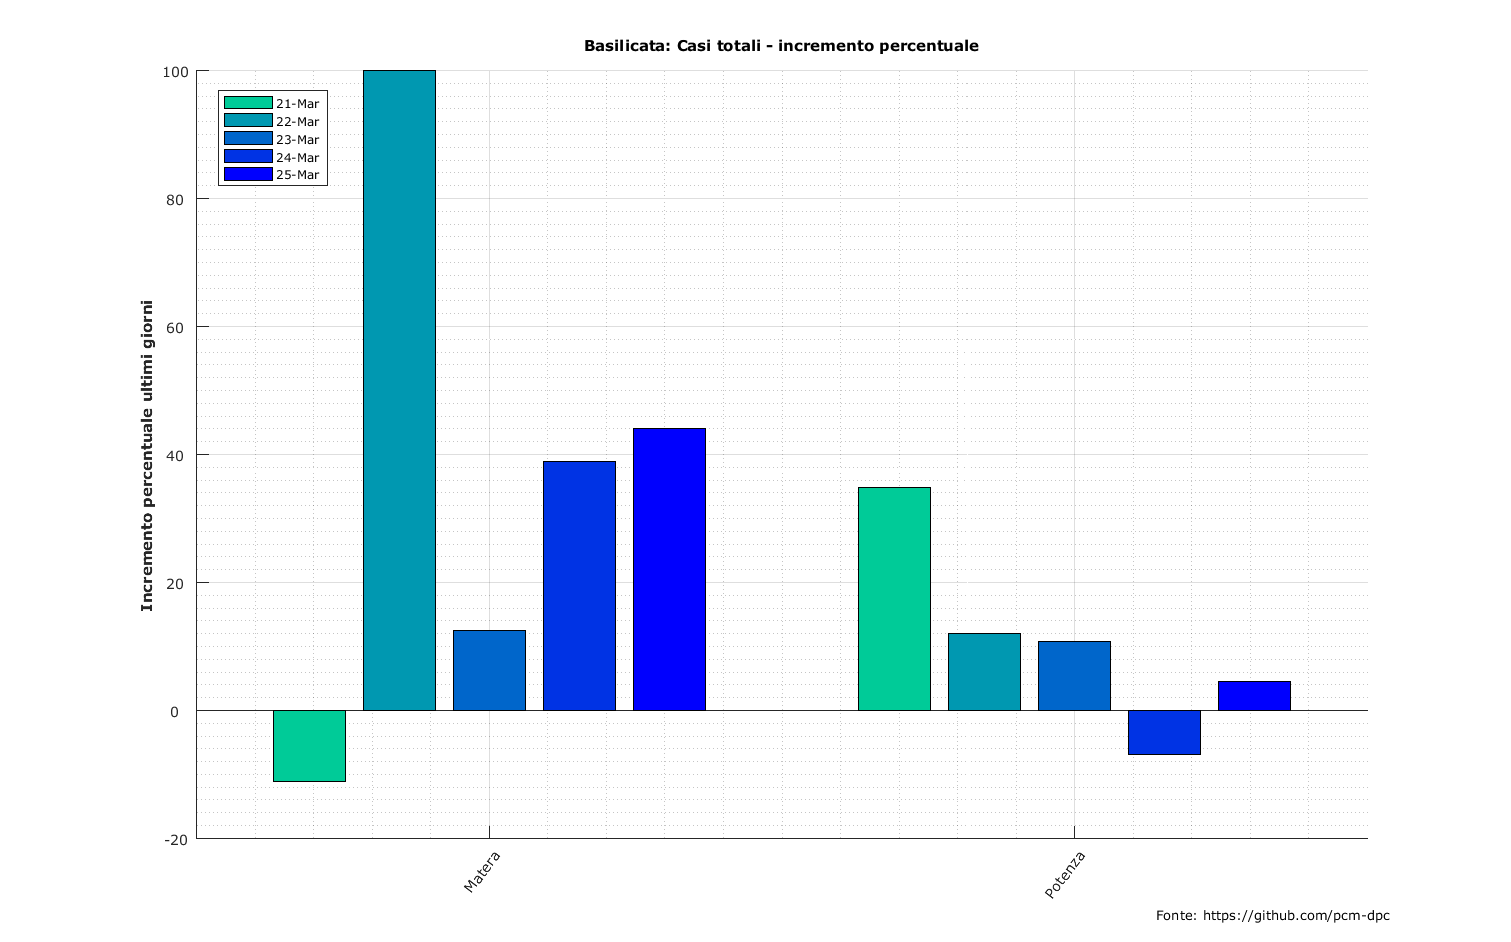 Basilicata: Casi totali - incremento percentuale
100
80
60
40
20
0
-20
Incremento percentuale ultimi giorni
21-Mar
22-Mar
23-Mar
24-Mar
25-Mar
Matera
Potenza
Fonte: https://github.com/pcm-dpc